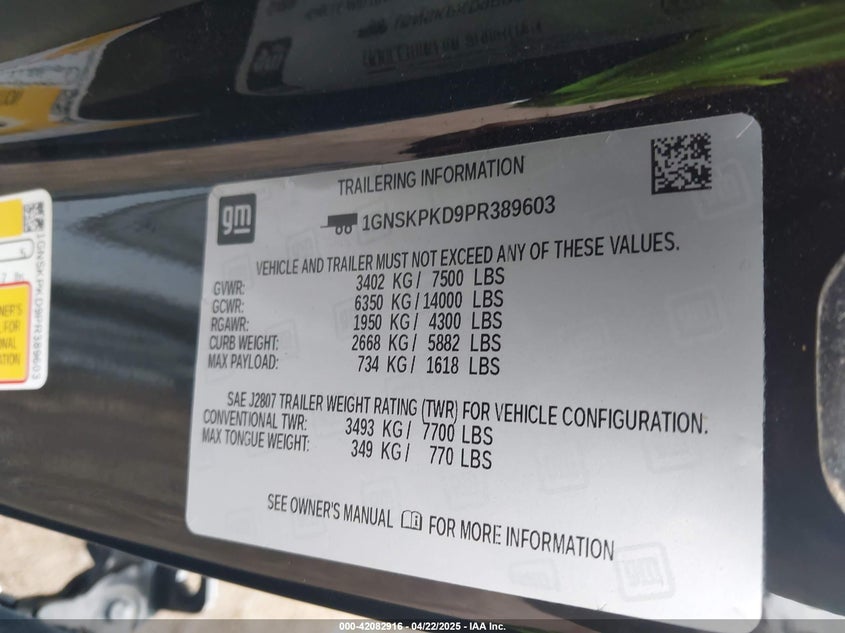 TRAILERING INFORMATION
gm
1GNSKPKD9PR389603
VEHICLE AND TRAILER MUST NOT EXCEED ANY OF THESE VALUES.
GVWR: 3402 KG / 7500 LBS
GCWR: 6350 KG / 14000 LBS
RGAWR: 1950 KG / 4300 LBS
CURB WEIGHT: 2668 KG / 5882 LBS
MAX PAYLOAD: 734 KG / 1618 LBS
SAE J2807 TRAILER WEIGHT RATING (TWR) FOR VEHICLE CONFIGURATION.
CONVENTIONAL TWR: 3493 KG / 7700 LBS
MAX TONGUE WEIGHT: 349 KG / 770 LBS
SEE OWNER'S MANUAL FOR MORE INFORMATION
1GNSKPKD9PR389603
000-42082916 - 04/22/2025 - IAA Inc.